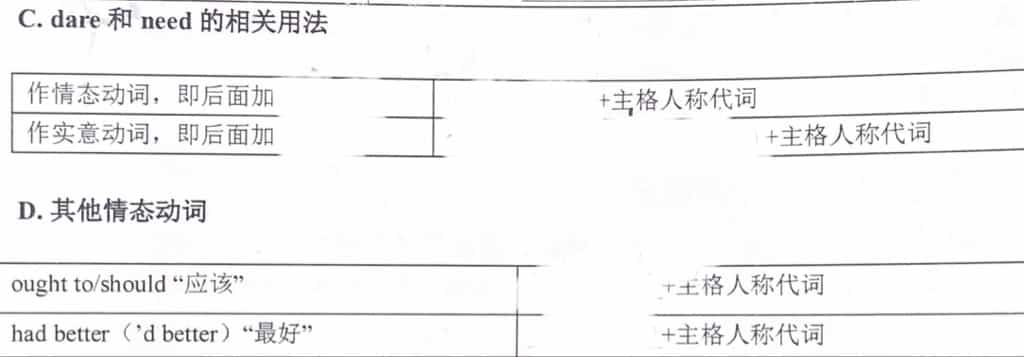 C. dare 和 need 的相关用法
作情态动词，即后面加 +主格人称代词
作实意动词，即后面加 +主格人称代词
D. 其他情态动词
ought to/should “应该” +主格人称代词
had better（’d better）“最好” +主格人称代词